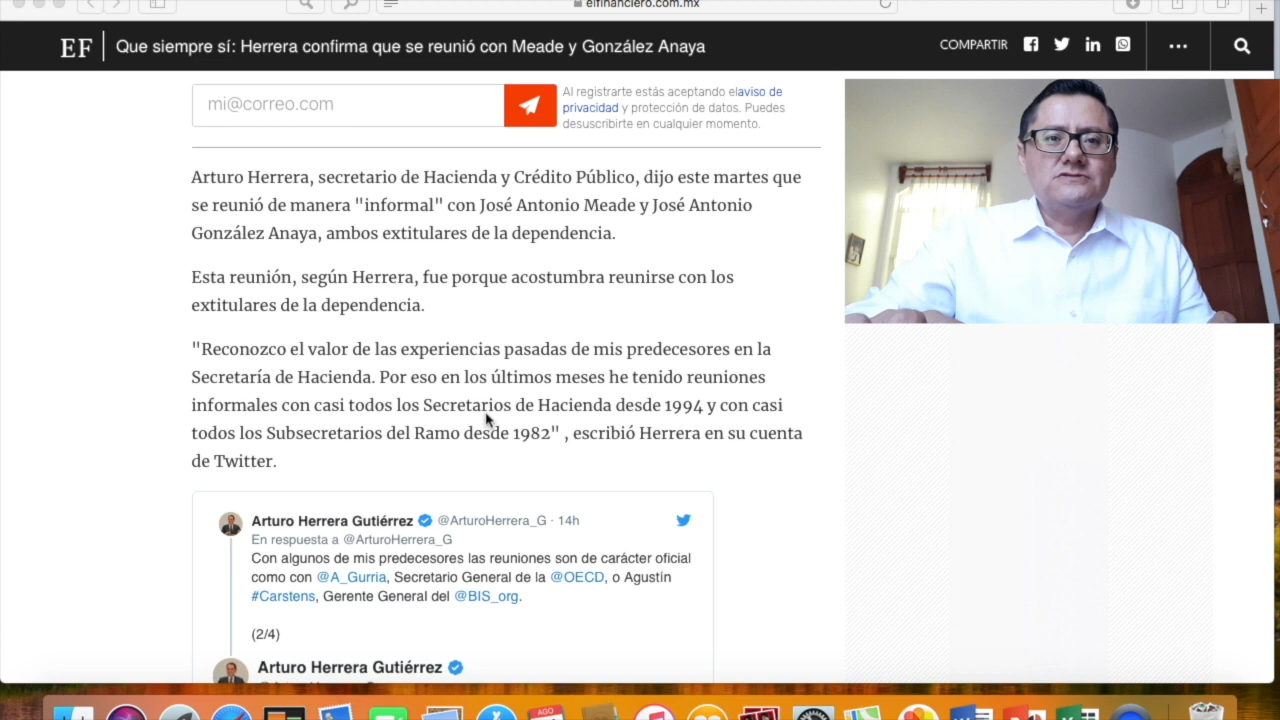 elfinanciero.com.mx
EF
Que siempre sí: Herrera confirma que se reunió con Meade y González Anaya
COMPARTIR
mi@correo.com
Al registrarte estás aceptando elaviso de
privacidad y protección de datos. Puedes
desuscribirte en cualquier momento.
Arturo Herrera, secretario de Hacienda y Crédito Público, dijo este martes que
se reunió de manera "informal" con José Antonio Meade y José Antonio
González Anaya, ambos extitulares de la dependencia.
Esta reunión, según Herrera, fue porque acostumbra reunirse con los
extitulares de la dependencia.
"Reconozco el valor de las experiencias pasadas de mis predecesores en la
Secretaría de Hacienda. Por eso en los últimos meses he tenido reuniones
informales con casi todos los Secretarios de Hacienda desde 1994 y con casi
todos los Subsecretarios del Ramo desde 1982" , escribió Herrera en su cuenta
de Twitter.
Arturo Herrera Gutiérrez @ArturoHerrera_G · 14h
En respuesta a @ArturoHerrera_G
Con algunos de mis predecesores las reuniones son de carácter oficial
como con @A_Gurria, Secretario General de la @OECD, o Agustín
#Carstens, Gerente General del @BIS_org.
(2/4)
Arturo Herrera Gutiérrez
AGO